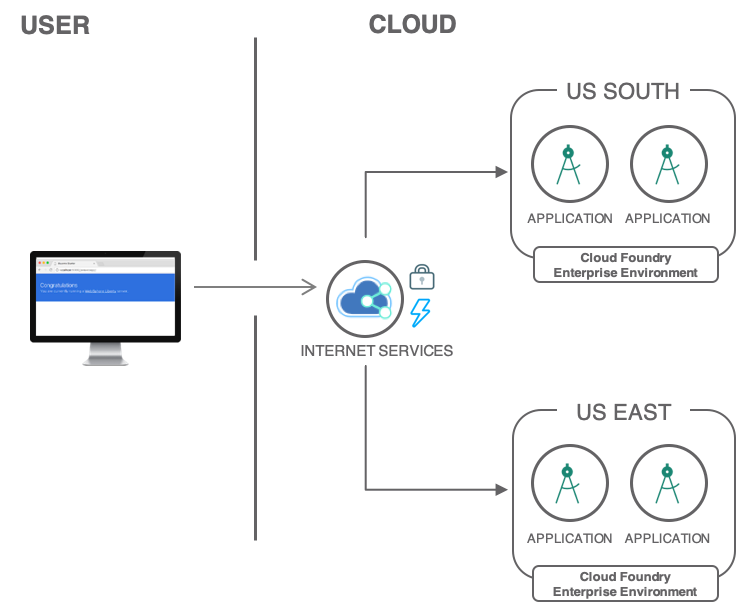 USER
CLOUD
US SOUTH
APPLICATION
APPLICATION
Cloud Foundry
Enterprise Environment
Congratulations
INTERNET SERVICES
US EAST
APPLICATION
APPLICATION
Cloud Foundry
Enterprise Environment